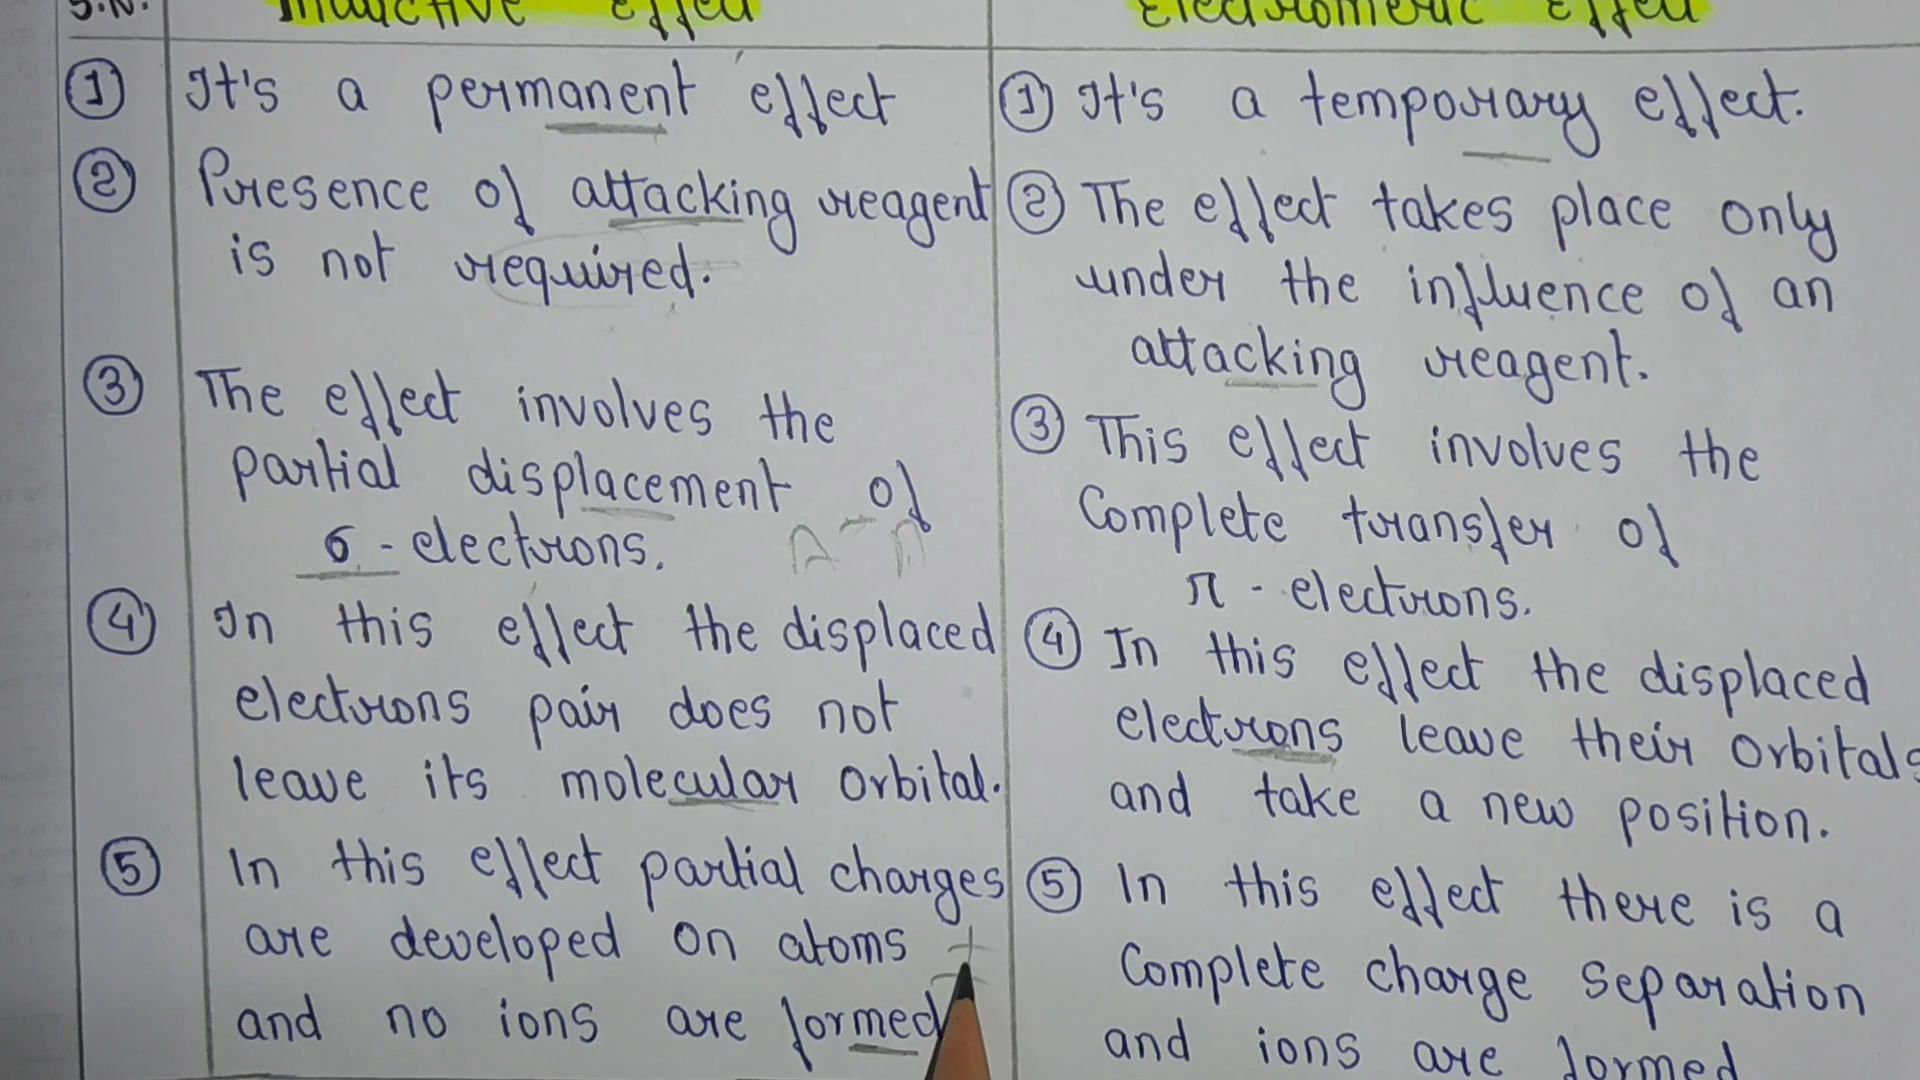 S.N.
Inductive Effect
Electromeric Effect
① It's a permanent effect
② Presence of attacking reagent
is not required.
③ The effect involves the
partial displacement of
σ - electrons.
④ In this effect the displaced
electrons pair does not
leave its molecular orbital.
⑤ In this effect partial charges
are developed on atoms +
and no ions are formed
① It's a temporary effect.
② The effect takes place only
under the influence of an
attacking reagent.
③ This effect involves the
Complete transfer of
π - electrons.
④ In this effect the displaced
electrons leave their orbitals
and take a new position.
⑤ In this effect there is a
Complete charge separation
and ions are formed